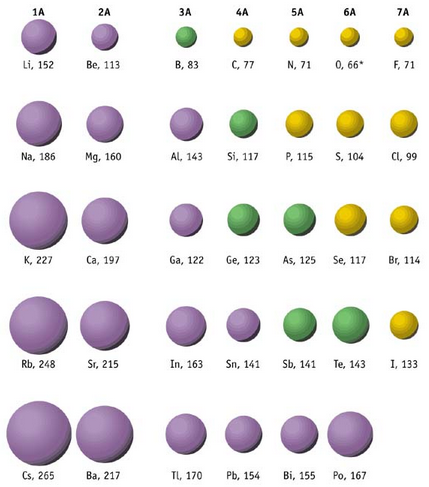 1A 2A 3A 4A 5A 6A 7A
Li, 152 Be, 113 B, 83 C, 77 N, 71 O, 66* F, 71
Na, 186 Mg, 160 Al, 143 Si, 117 P, 115 S, 104 Cl, 99
K, 227 Ca, 197 Ga, 122 Ge, 123 As, 125 Se, 117 Br, 114
Rb, 248 Sr, 215 In, 163 Sn, 141 Sb, 141 Te, 143 I, 133
Cs, 265 Ba, 217 Tl, 170 Pb, 154 Bi, 155 Po, 167